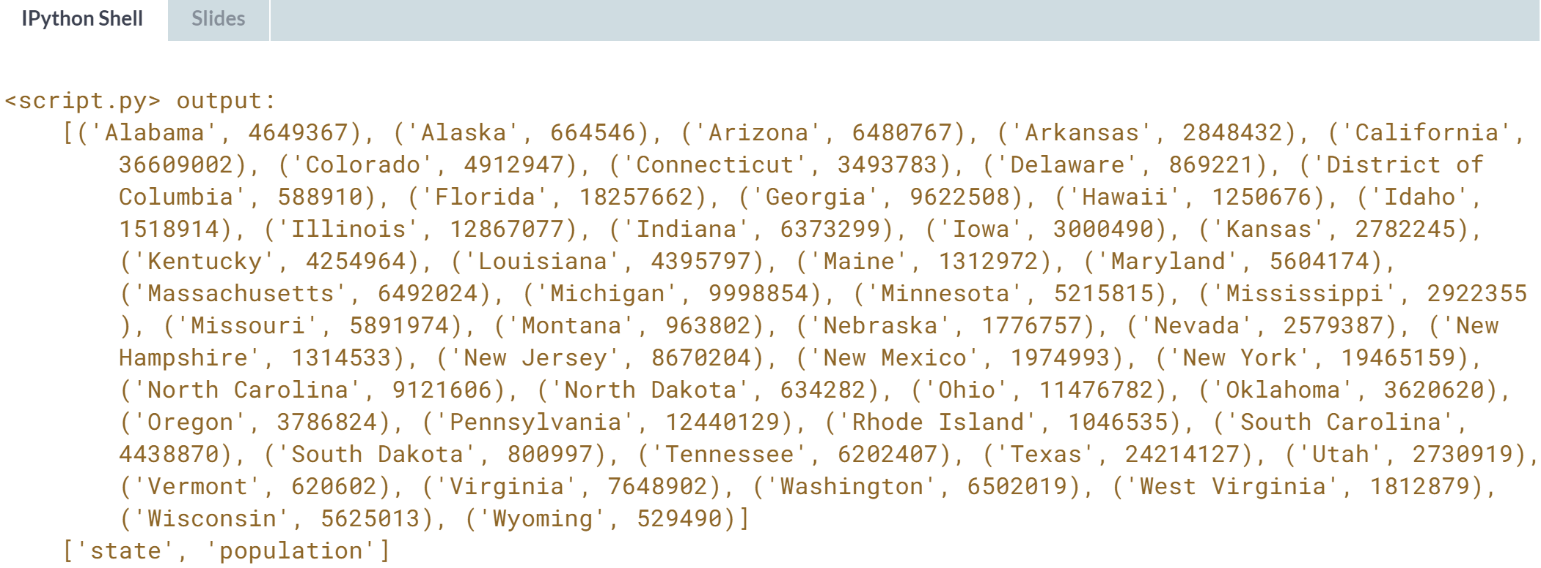 IPython Shell Slides
<script.py> output:
[('Alabama', 4649367), ('Alaska', 664546), ('Arizona', 6480767), ('Arkansas', 2848432), ('California',
36609002), ('Colorado', 4912947), ('Connecticut', 3493783), ('Delaware', 869221), ('District of
Columbia', 588910), ('Florida', 18257662), ('Georgia', 9622508), ('Hawaii', 1250676), ('Idaho',
1518914), ('Illinois', 12867077), ('Indiana', 6373299), ('Iowa', 3000490), ('Kansas', 2782245),
('Kentucky', 4254964), ('Louisiana', 4395797), ('Maine', 1312972), ('Maryland', 5604174),
('Massachusetts', 6492024), ('Michigan', 9998854), ('Minnesota', 5215815), ('Mississippi', 2922355
), ('Missouri', 5891974), ('Montana', 963802), ('Nebraska', 1776757), ('Nevada', 2579387), ('New
Hampshire', 1314533), ('New Jersey', 8670204), ('New Mexico', 1974993), ('New York', 19465159),
('North Carolina', 9121606), ('North Dakota', 634282), ('Ohio', 11476782), ('Oklahoma', 3620620),
('Oregon', 3786824), ('Pennsylvania', 12440129), ('Rhode Island', 1046535), ('South Carolina',
4438870), ('South Dakota', 800997), ('Tennessee', 6202407), ('Texas', 24214127), ('Utah', 2730919),
('Vermont', 620602), ('Virginia', 7648902), ('Washington', 6502019), ('West Virginia', 1812879),
('Wisconsin', 5625013), ('Wyoming', 529490)]
['state', 'population']